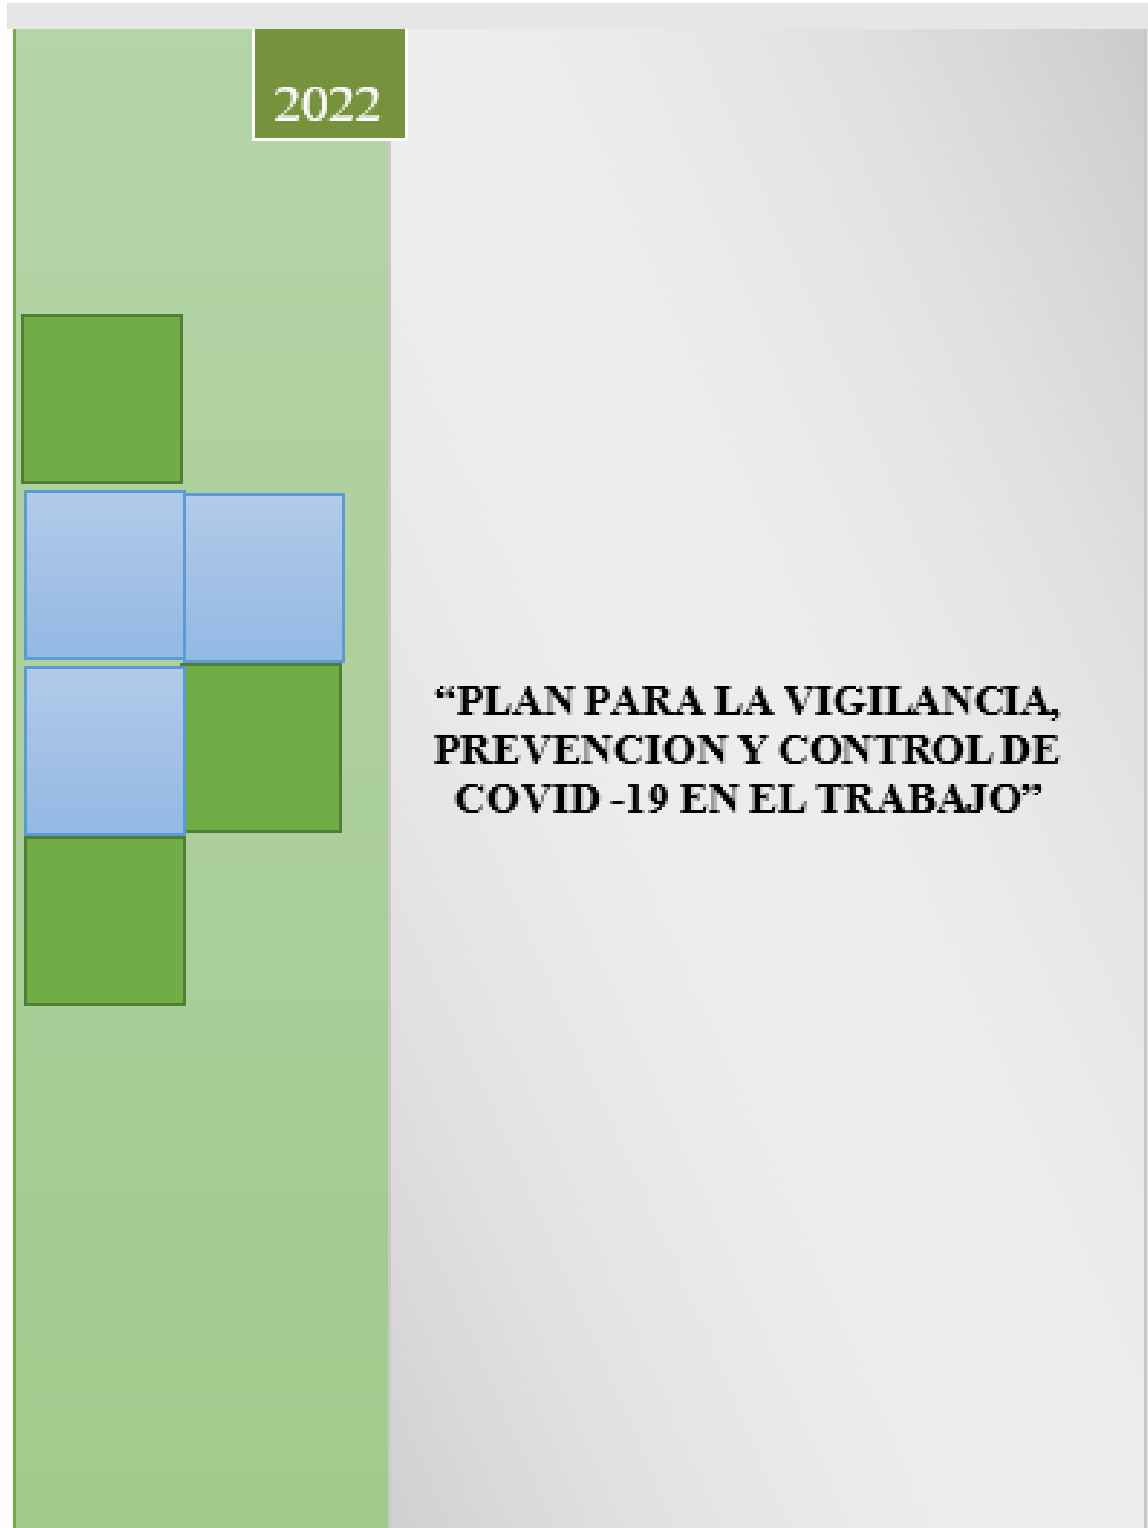 2022
“PLAN PARA LA VIGILANCIA,
PREVENCION Y CONTROL DE
COVID -19 EN EL TRABAJO”